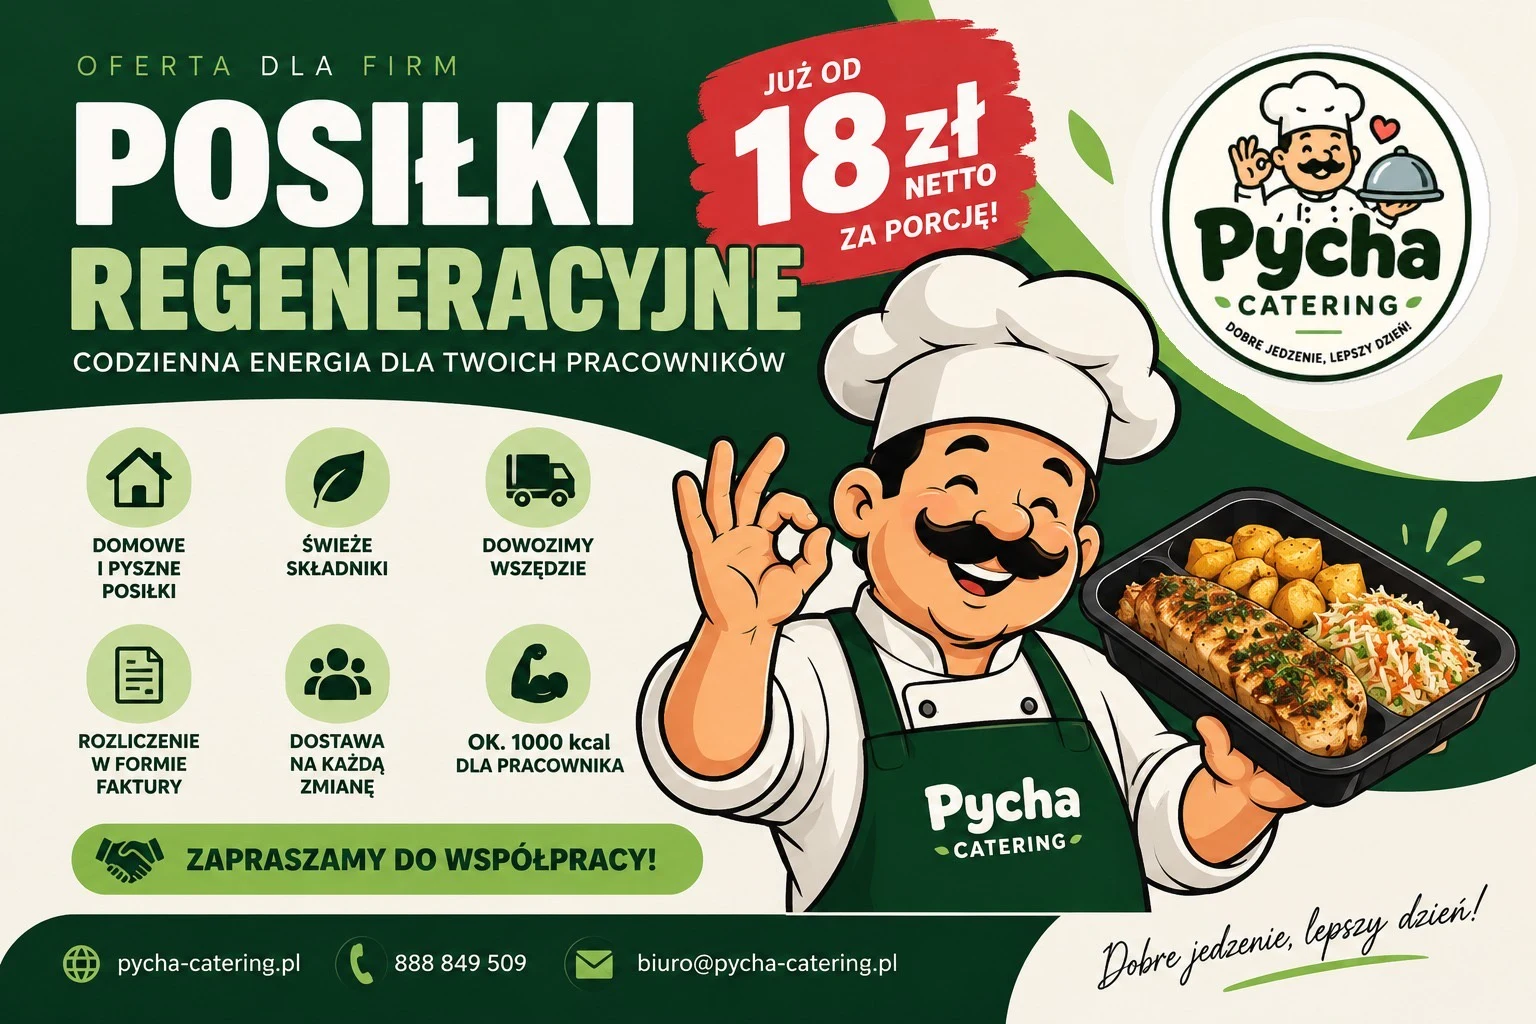 OFERTA DLA FIRM
POSIŁKI
REGENERACYJNE
CODZIENNA ENERGIA DLA TWOICH PRACOWNIKÓW
JUŻ OD
18 zł
NETTO
ZA PORCJĘ!
Pycha
CATERING
DOBRE JEDZENIE, LEPSZY DZIEŃ!
DOMOWE
I PYSZNE
POSIŁKI
ŚWIEŻE
SKŁADNIKI
DOWOZIMY
WSZĘDZIE
ROZLICZENIE
W FORMIE
FAKTURY
DOSTAWA
NA KAŻDĄ
ZMIANĘ
OK. 1000 kcal
DLA PRACOWNIKA
Pycha
CATERING
ZAPRASZAMY DO WSPÓŁPRACY!
pycha-catering.pl
888 849 509
biuro@pycha-catering.pl
Dobre jedzenie, lepszy dzień!